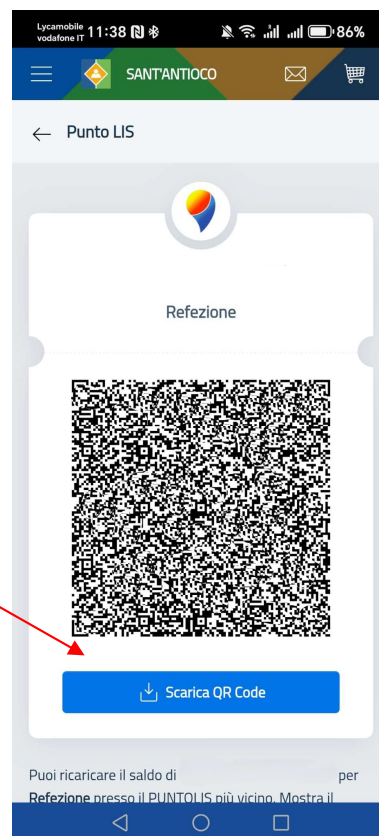 Lycamobile
vodafone IT 11:38 86%
SANT'ANTIOCO
Punto LIS
Refezione
Scarica QR Code
Puoi ricaricare il saldo di per
Refezione presso il PUNTOLIS più vicino. Mostra il